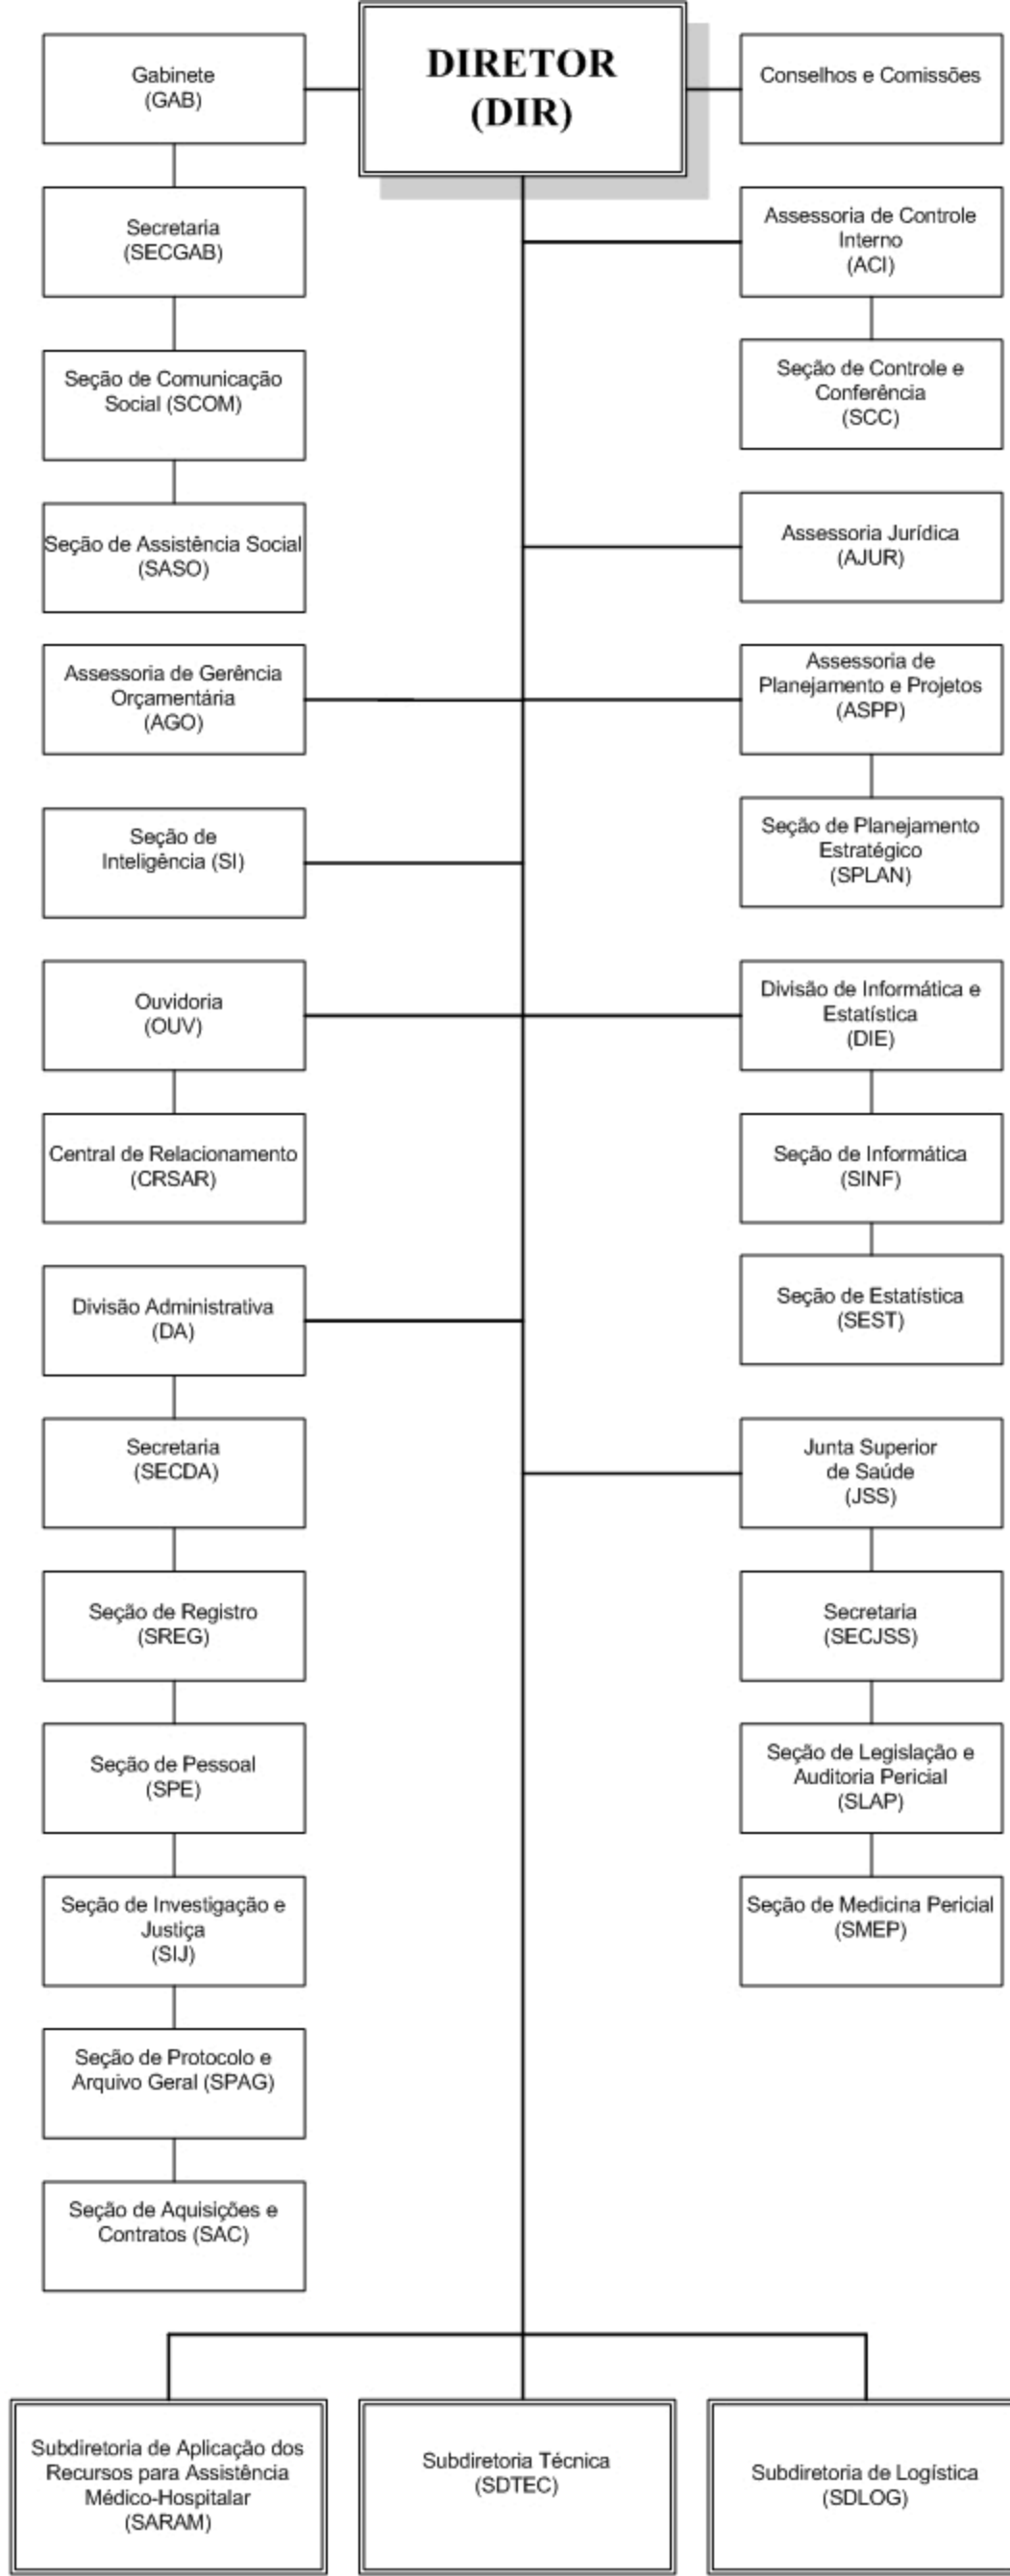 DIRETOR
(DIR)
Gabinete
(GAB)
Conselhos e Comissões
Secretaria
(SECGAB)
Assessoria de Controle
Interno
(ACI)
Seção de Comunicação
Social (SCOM)
Seção de Controle e
Conferência
(SCC)
Seção de Assistência Social
(SASO)
Assessoria Jurídica
(AJUR)
Assessoria de Gerência
Orçamentária
(AGO)
Assessoria de
Planejamento e Projetos
(ASPP)
Seção de
Inteligência (SI)
Seção de Planejamento
Estratégico
(SPLAN)
Ouvidoria
(OUV)
Divisão de Informática e
Estatística
(DIE)
Central de Relacionamento
(CRSAR)
Seção de Informática
(SINF)
Divisão Administrativa
(DA)
Seção de Estatística
(SEST)
Secretaria
(SECDA)
Junta Superior
de Saúde
(JSS)
Seção de Registro
(SREG)
Secretaria
(SECJSS)
Seção de Pessoal
(SPE)
Seção de Legislação e
Auditoria Pericial
(SLAP)
Seção de Investigação e
Justiça
(SIJ)
Seção de Medicina Pericial
(SMEP)
Seção de Protocolo e
Arquivo Geral (SPAG)
Seção de Aquisições e
Contratos (SAC)
Subdiretoria de Aplicação dos
Recursos para Assistência
Médico-Hospitalar
(SARAM)
Subdiretoria Técnica
(SDTEC)
Subdiretoria de Logística
(SDLOG)